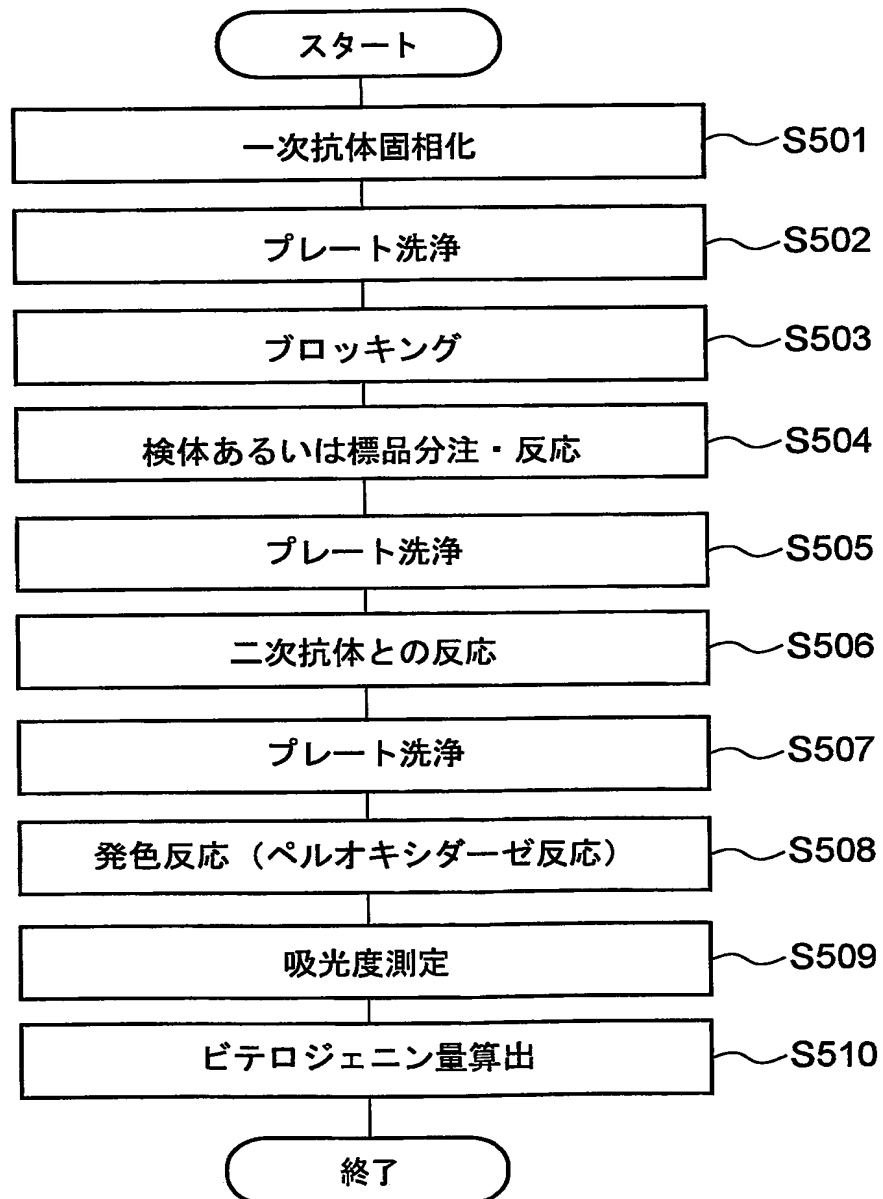 スタート
一次抗体固相化 S501
プレート洗浄 S502
ブロッキング S503
検体あるいは標品分注・反応 S504
プレート洗浄 S505
二次抗体との反応 S506
プレート洗浄 S507
発色反応（ペルオキシダーゼ反応） S508
吸光度測定 S509
ビテロジェニン量算出 S510
終了